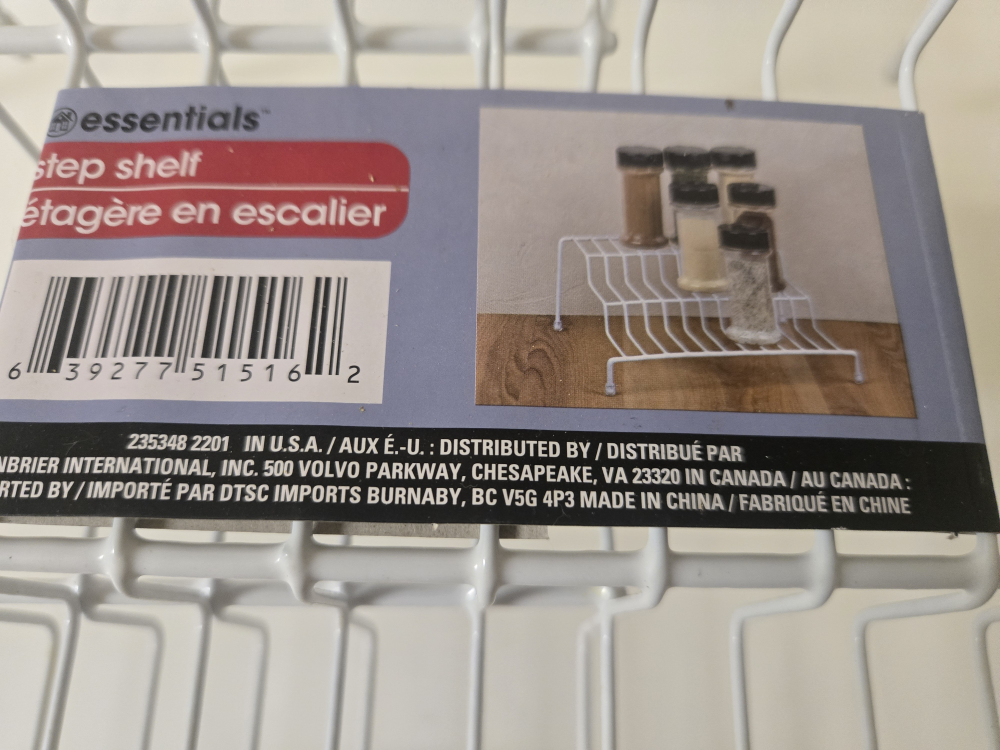 essentials™
step shelf
étagère en escalier
6 39277 51516 2
235348 2201 IN U.S.A. / AUX É.-U. : DISTRIBUTED BY / DISTRIBUÉ PAR
NBRIER INTERNATIONAL, INC. 500 VOLVO PARKWAY, CHESAPEAKE, VA 23320 IN CANADA / AU CANADA :
RTED BY / IMPORTÉ PAR DTSC IMPORTS BURNABY, BC V5G 4P3 MADE IN CHINA / FABRIQUÉ EN CHINE